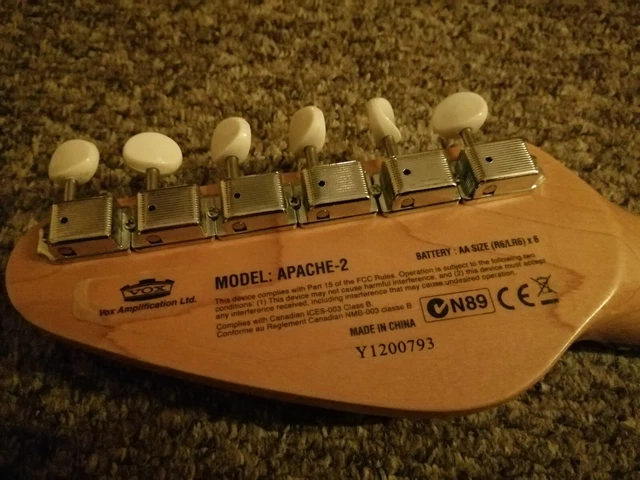 VOX
Vox Amplification Ltd.
MODEL: APACHE-2
BATTERY : AA SIZE (R6/LR6) x 8
This device complies with Part 15 of the FCC Rules. Operation is subject to the following two
conditions: (1) This device may not cause harmful interference, and (2) this device must accept
any interference received, including interference that may cause undesired operation.
Complies with Canadian ICES-003 Class B.
Conforme au Reglement Canadian NMB-003 classe B.
N89
CE
MADE IN CHINA
Y1200793